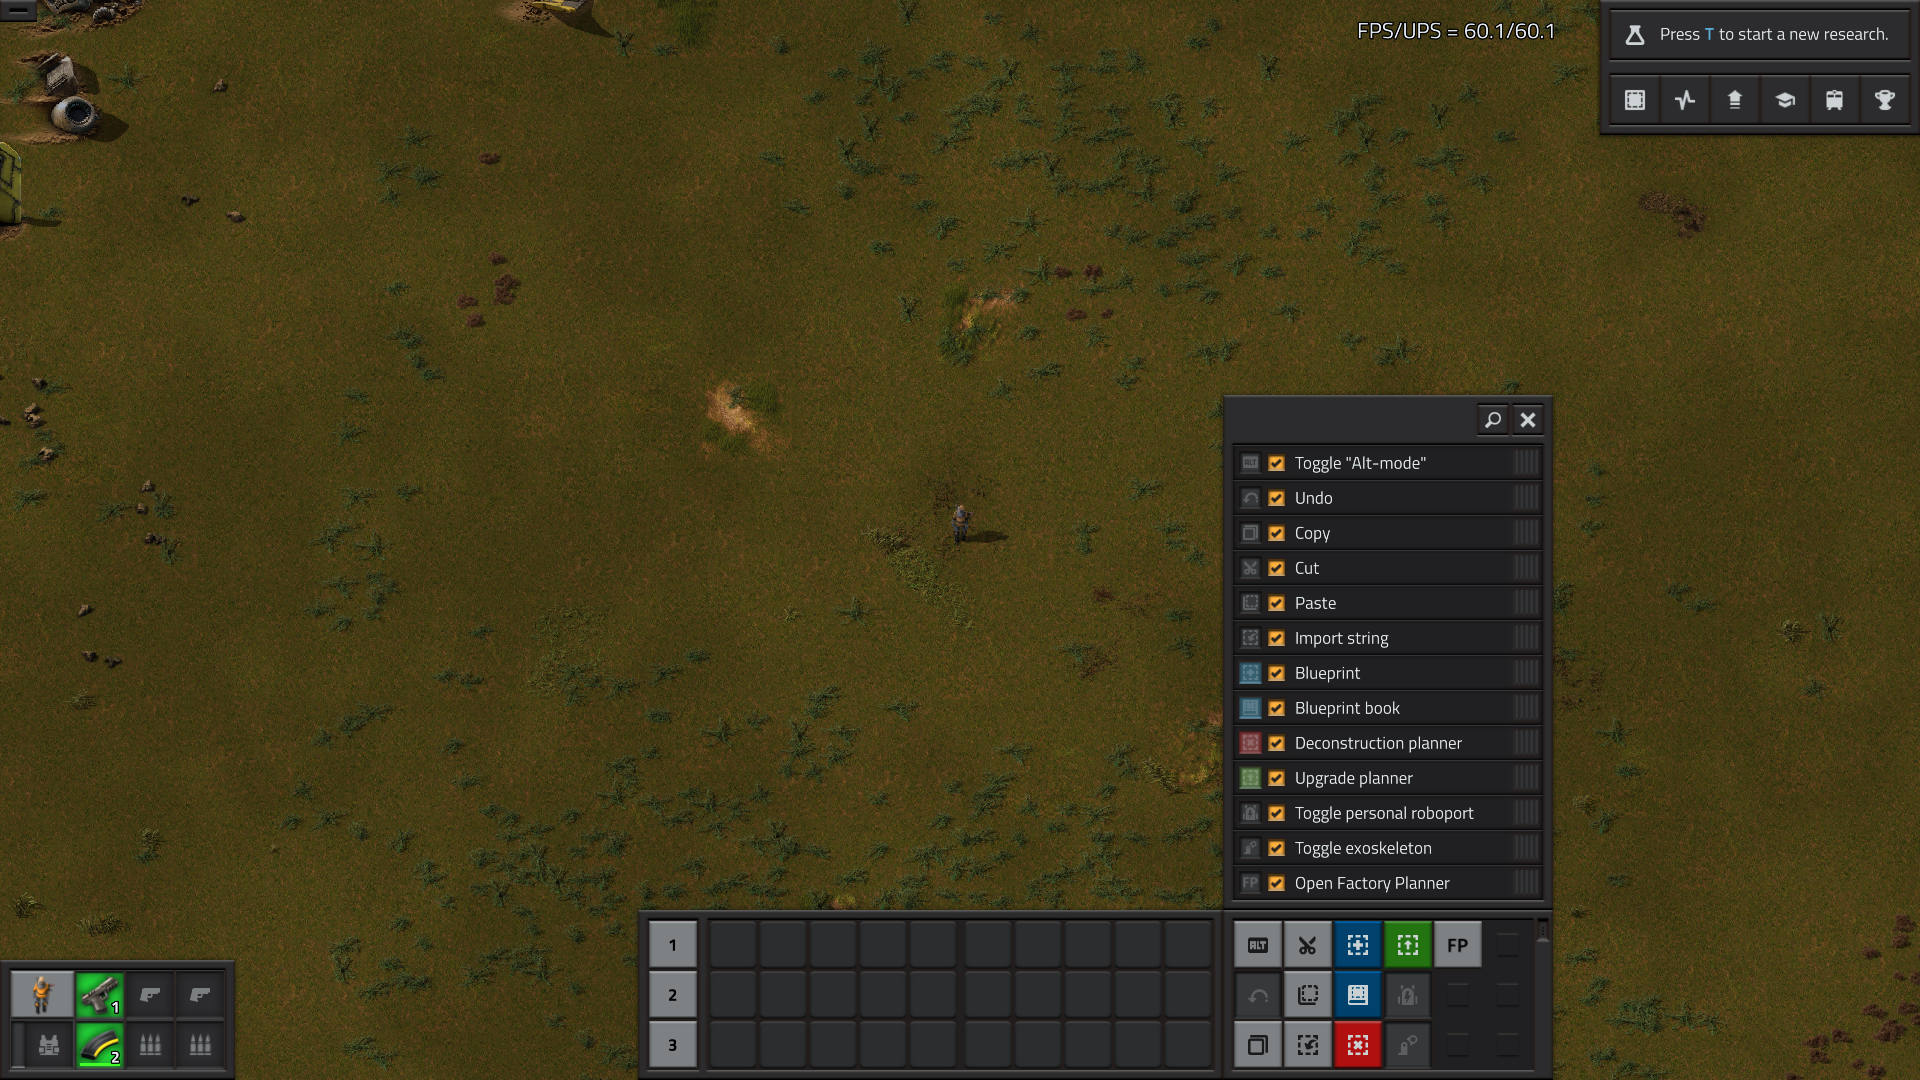 FPS/UPS = 60.1/60.1
Press T to start a new research.
ALT Toggle "Alt-mode"
Undo
Copy
Cut
Paste
Import string
Blueprint
Blueprint book
Deconstruction planner
Upgrade planner
Toggle personal roboport
Toggle exoskeleton
FP Open Factory Planner
1
ALT FP
2
3
1
2